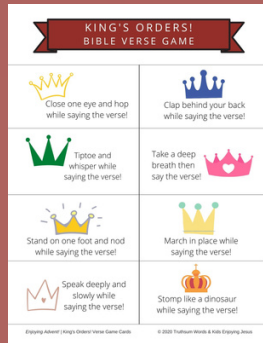 KING'S ORDERS!
BIBLE VERSE GAME
Close one eye and hop
while saying the verse!
Clap behind your back
while saying the verse!
Tiptoe and
whisper while
saying the verse!
Take a deep
breath then
say the verse!
Stand on one foot and nod
while saying the verse!
March in place while
saying the verse!
Speak deeply and
slowly while
saying the verse!
Stomp like a dinosaur
while saying the verse!
Enjoying Advent! | King's Orders! Verse Game Cards
© 2020 Truthsum Words & Kids Enjoying Jesus